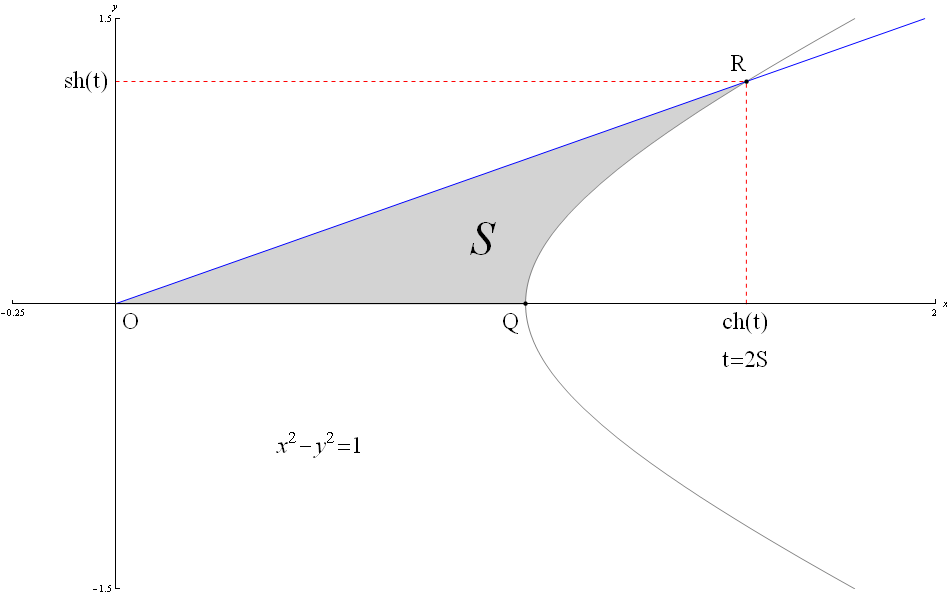 y
1.5
R
sh(t)
S
-0.25
2
x
O
Q
ch(t)
t=2S
x²-y²=1
-1.5